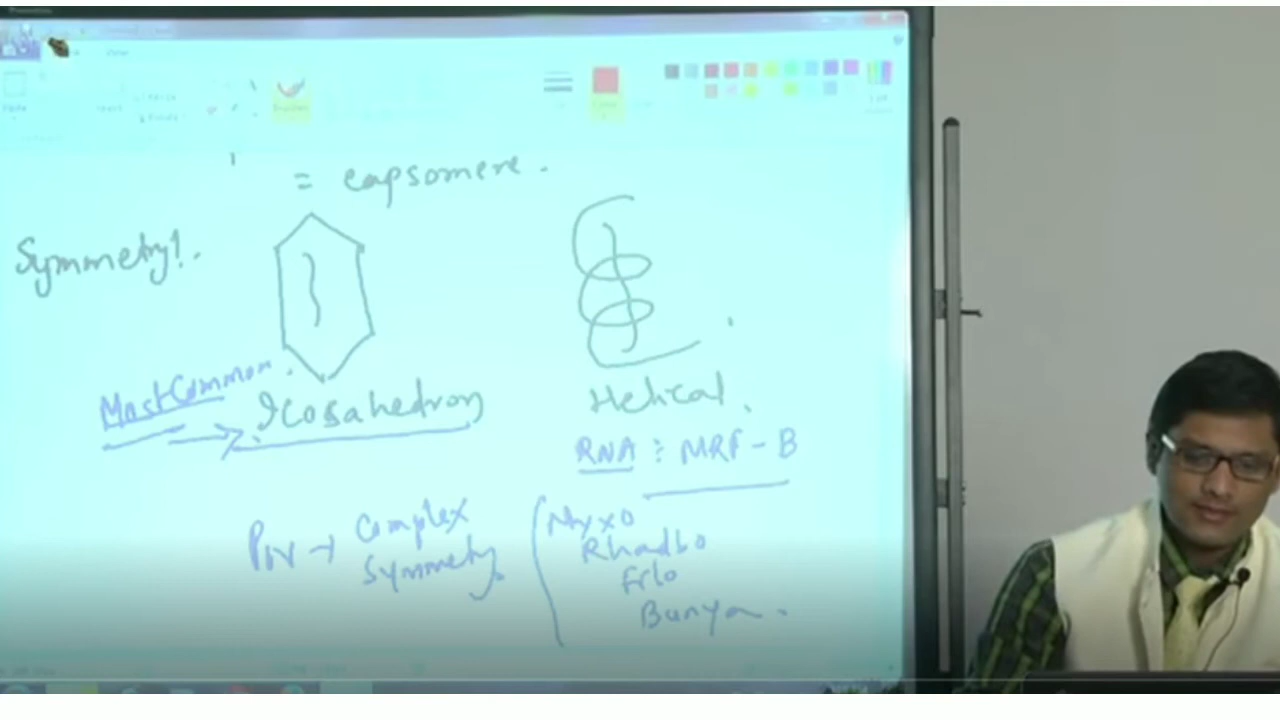 = capsomere.
Symmetry!.
Most Common.
Icosahedron
Helical.
RNA : MRF - B
Pox → Complex
Symmetry.
Myxo
Rhadbo
Filo
Bunya.